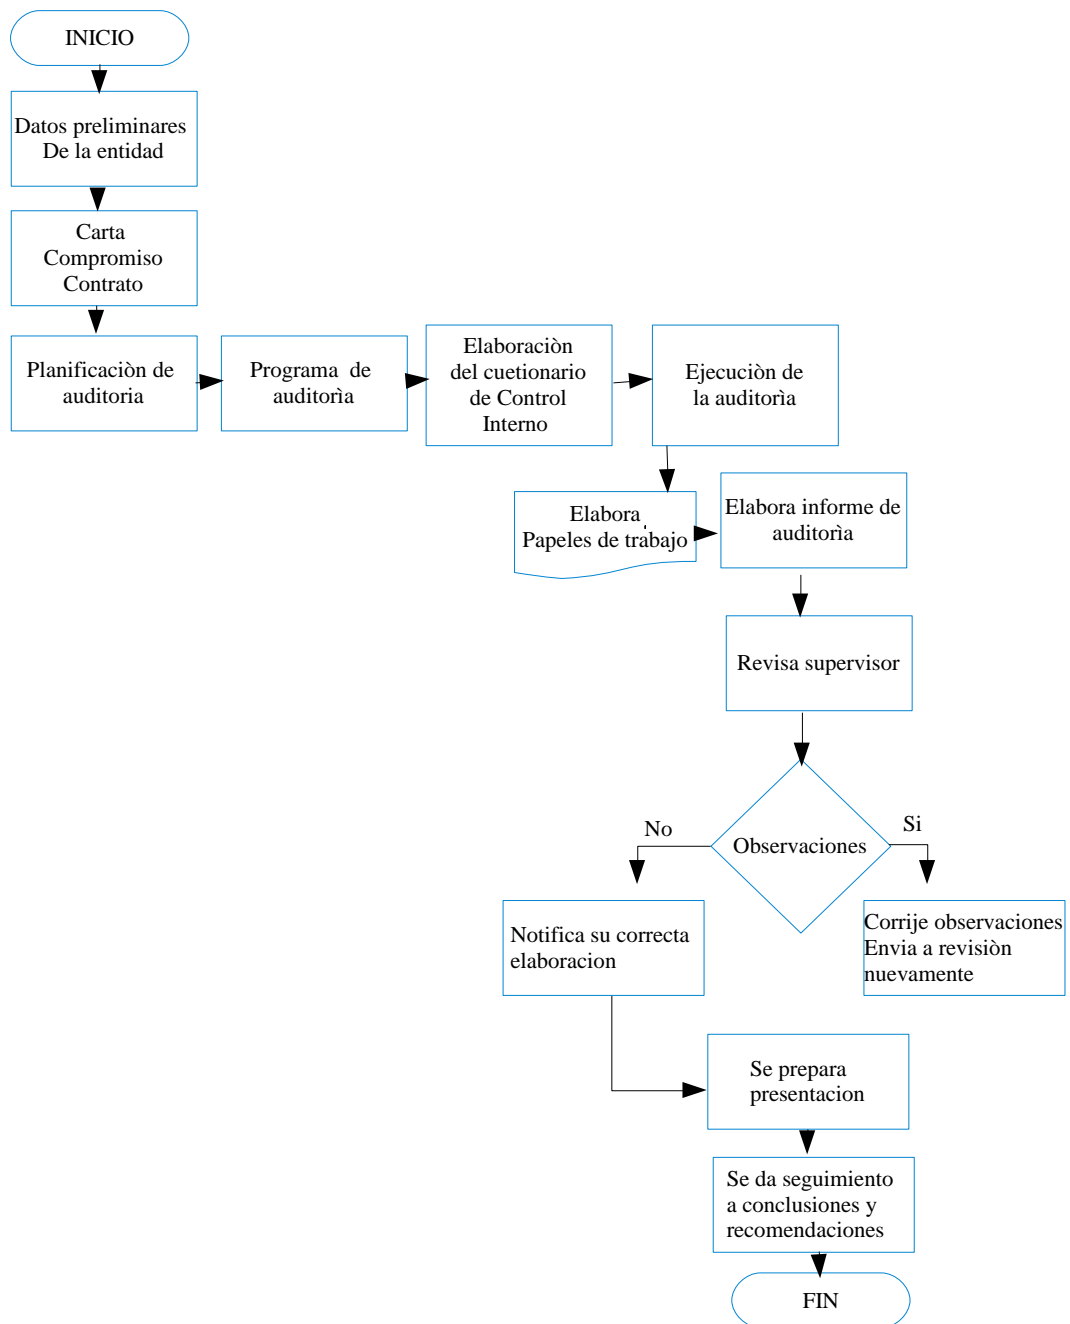 INICIO
Datos preliminares
De la entidad
Carta
Compromiso
Contrato
Planificaciòn de
auditoria
Programa de
auditorìa
Elaboraciòn
del cuetionario
de Control
Interno
Ejecuciòn de
la auditorìa
Elabora
Papeles de trabajo
Elabora informe de
auditorìa
Revisa supervisor
Observaciones
No
Si
Notifica su correcta
elaboracion
Corrije observaciones
Envia a revisiòn
nuevamente
Se prepara
presentacion
Se da seguimiento
a conclusiones y
recomendaciones
FIN